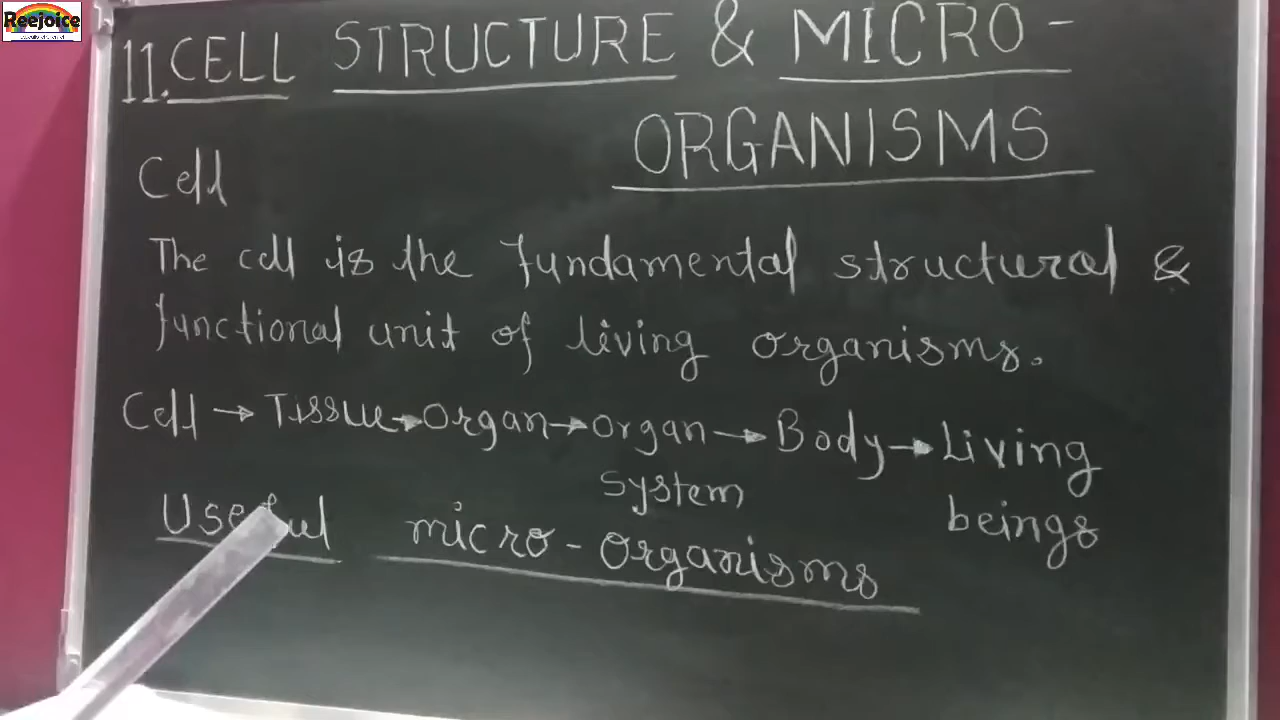 Reejoice
11. CELL STRUCTURE & MICRO-
ORGANISMS
Cell
The cell is the fundamental structural &
functional unit of living organisms.
Cell → Tissue → Organ → Organ → Body → Living
system
beings
Useful micro-organisms